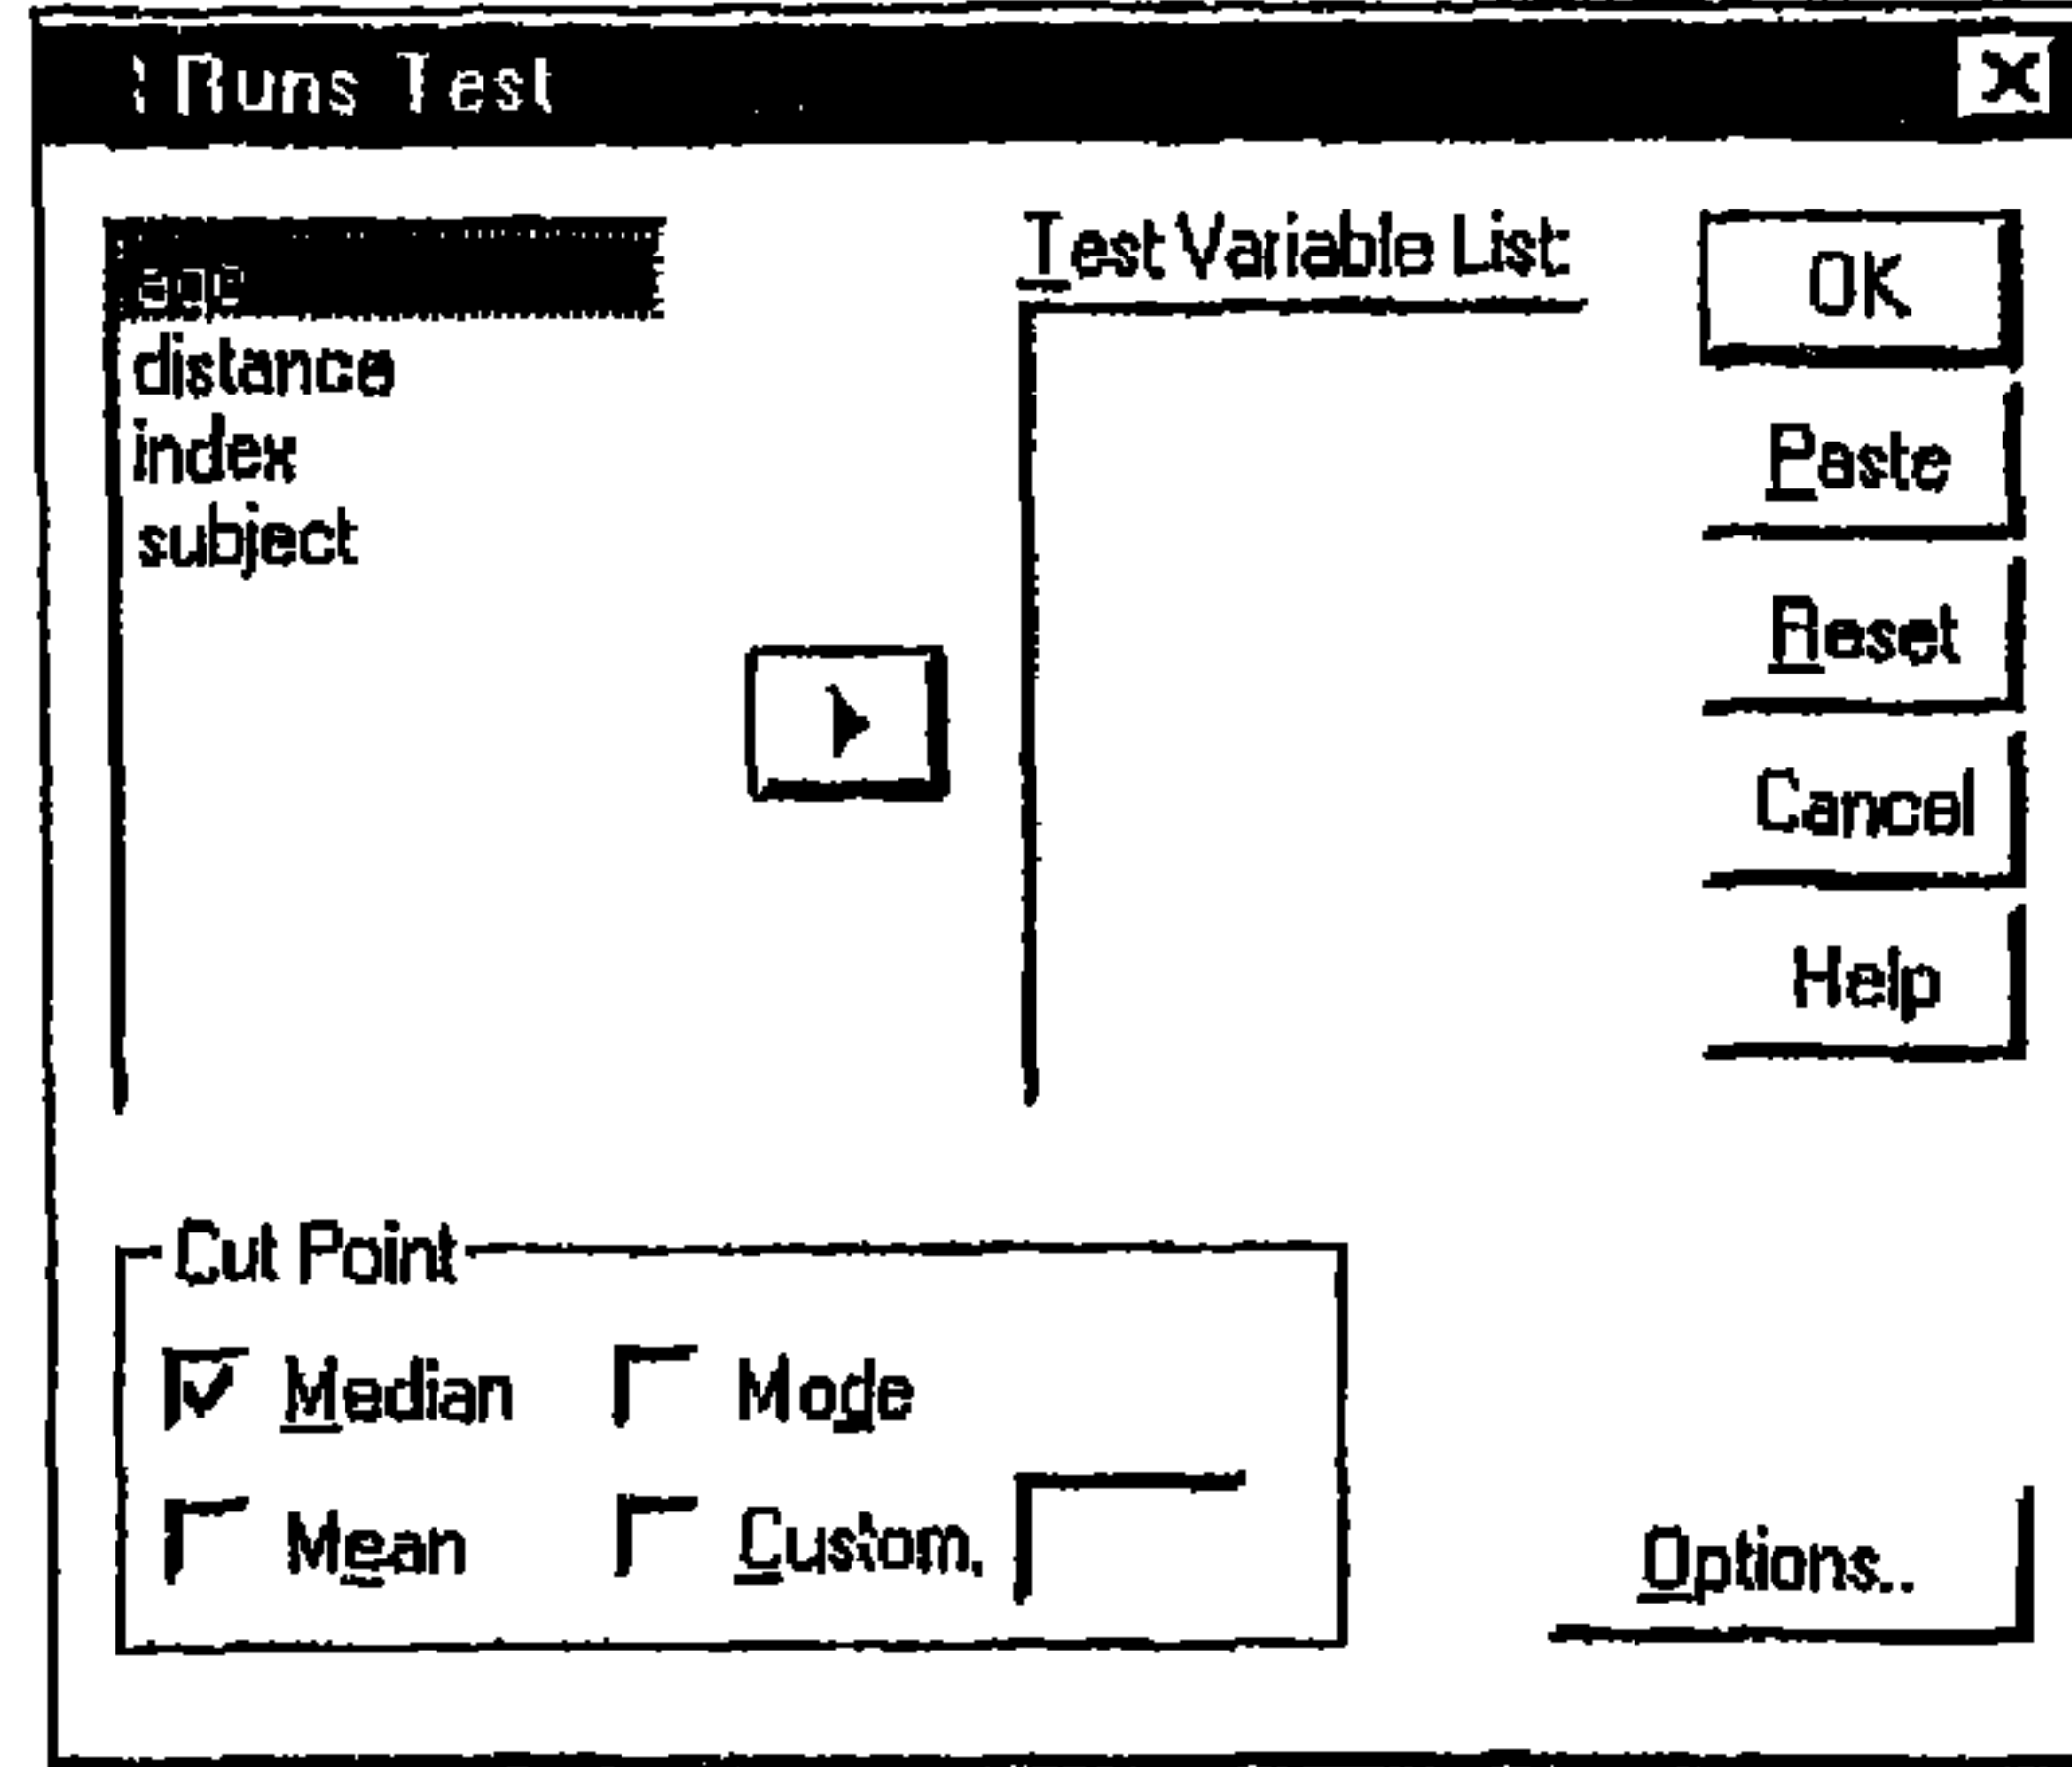 Runs Test
age
distance
index
subject
Test Variable List:
OK
Paste
Reset
Cancel
Help
Cut Point
Median
Mode
Mean
Custom:
Options..